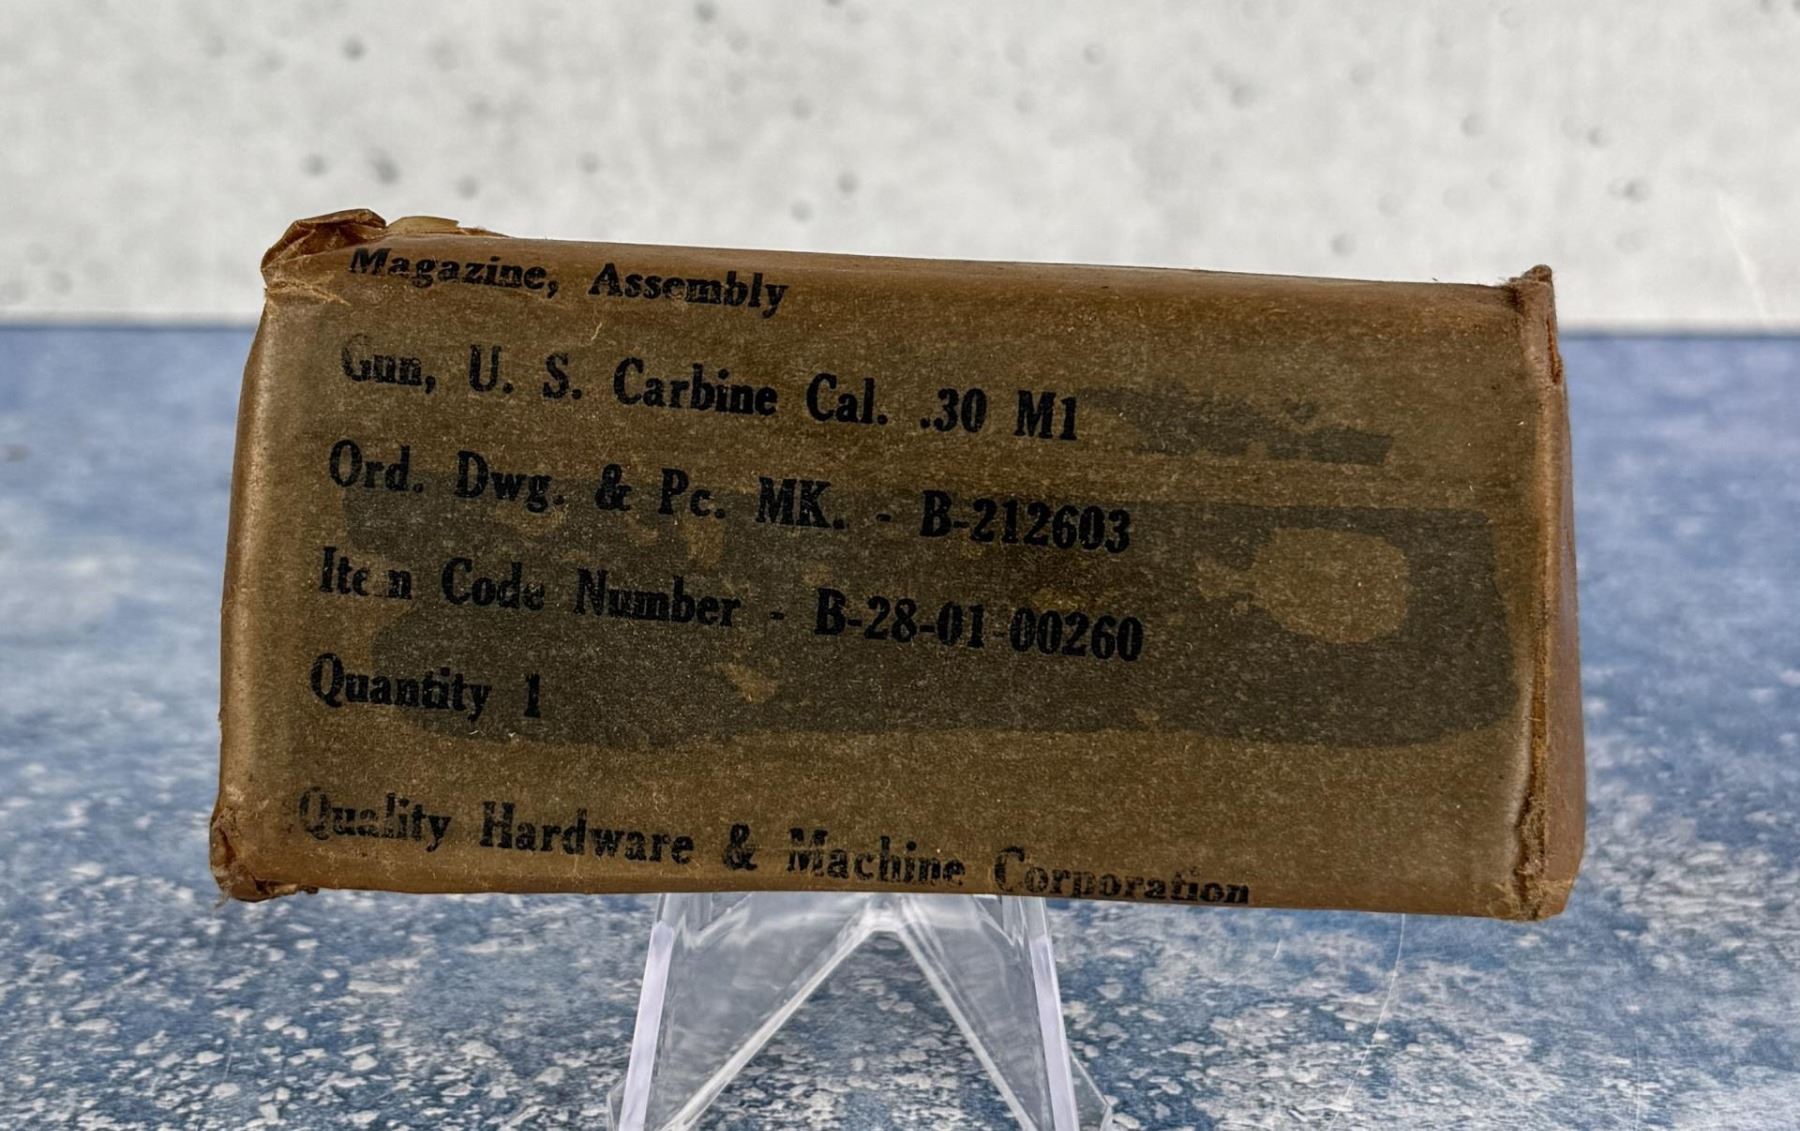 Magazine, Assembly
Gun, U. S. Carbine Cal. .30 M1
Ord. Dwg. & Pc. MK. - B-212603
Item Code Number - B-28-01-00260
Quantity 1
Quality Hardware & Machine Corporation